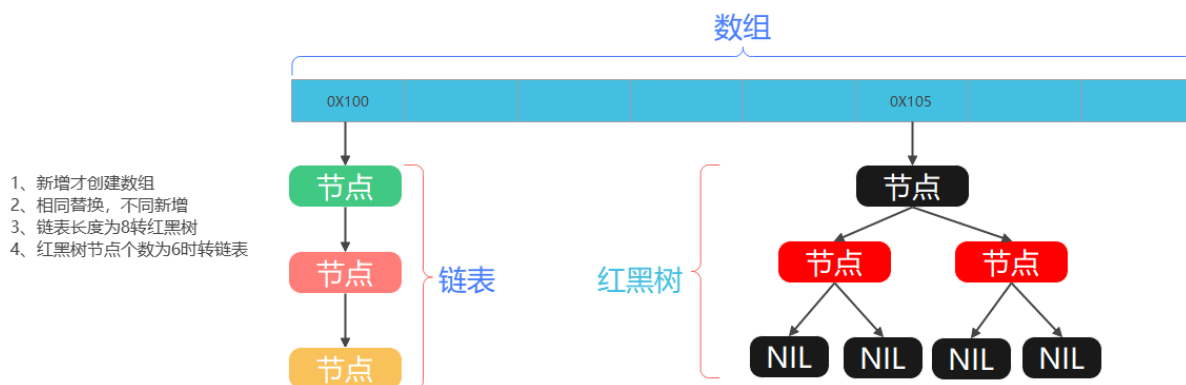 数组
0X100
0X105
1、新增才创建数组
2、相同替换，不同新增
3、链表长度为8转红黑树
4、红黑树节点个数为6时转链表
节点
节点
节点
链表
红黑树
节点
节点
节点
NIL
NIL
NIL
NIL